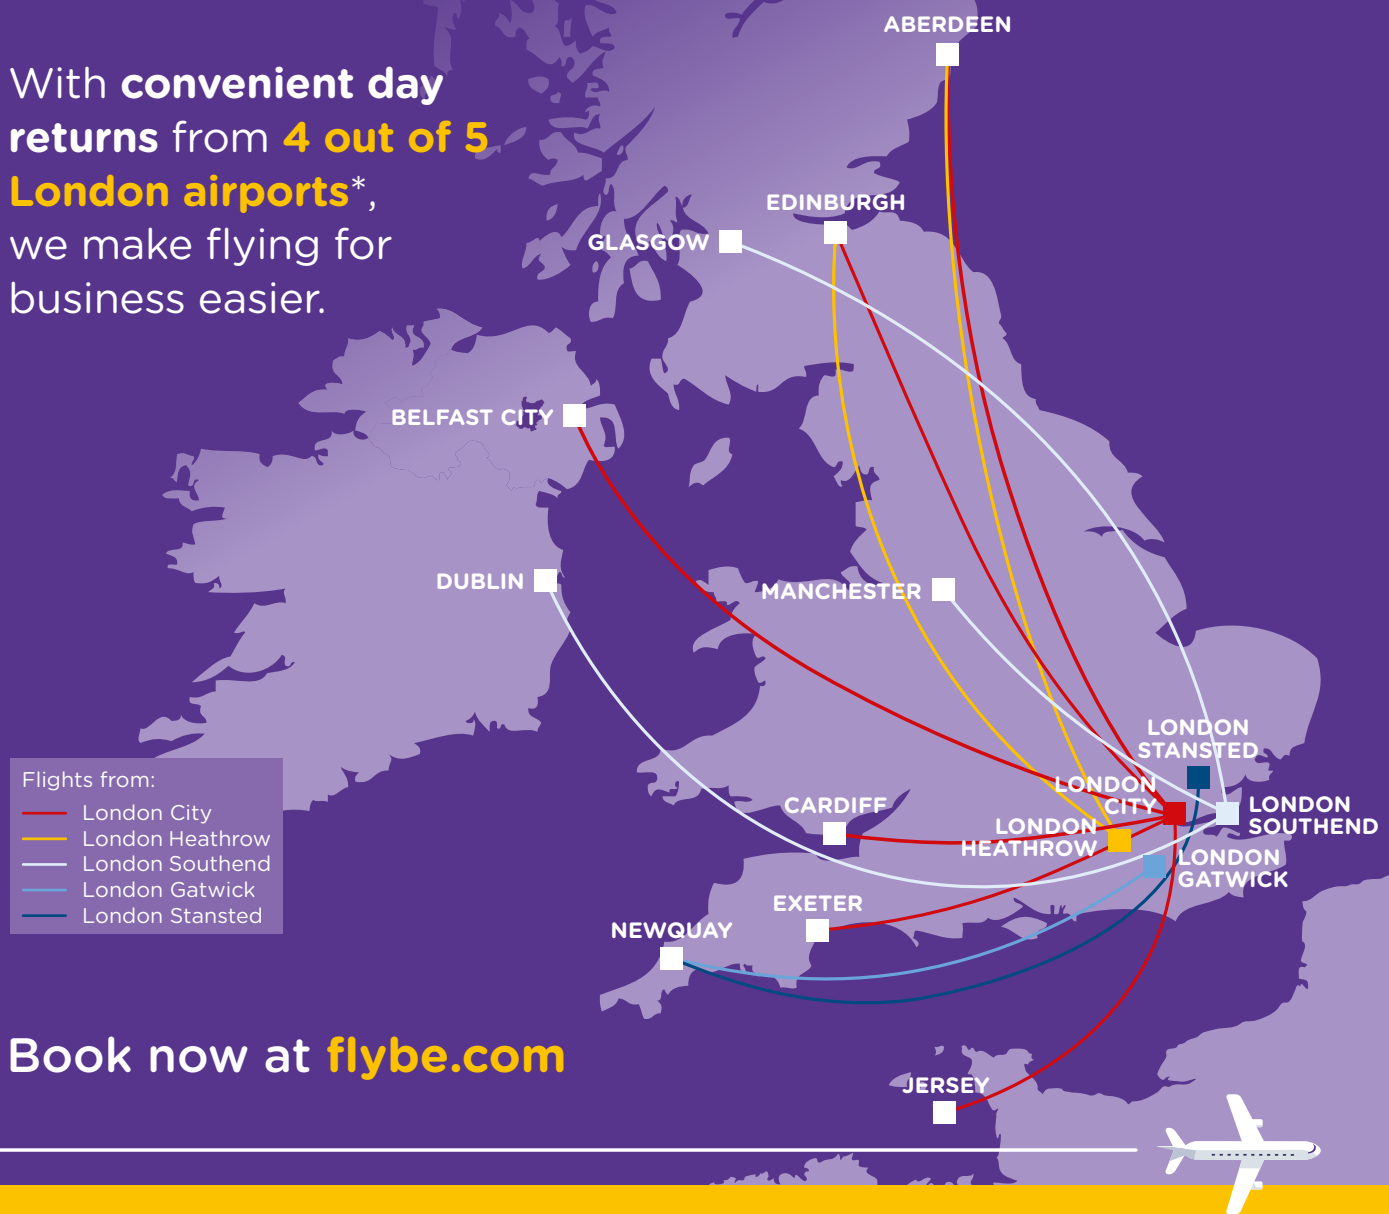 With convenient day
returns from 4 out of 5
London airports*,
we make flying for
business easier.
ABERDEEN
EDINBURGH
GLASGOW
BELFAST CITY
DUBLIN
MANCHESTER
LONDON
STANSTED
LONDON
CITY
LONDON
SOUTHEND
LONDON
HEATHROW
LONDON
GATWICK
CARDIFF
EXETER
NEWQUAY
JERSEY
Flights from:
London City
London Heathrow
London Southend
London Gatwick
London Stansted
Book now at flybe.com